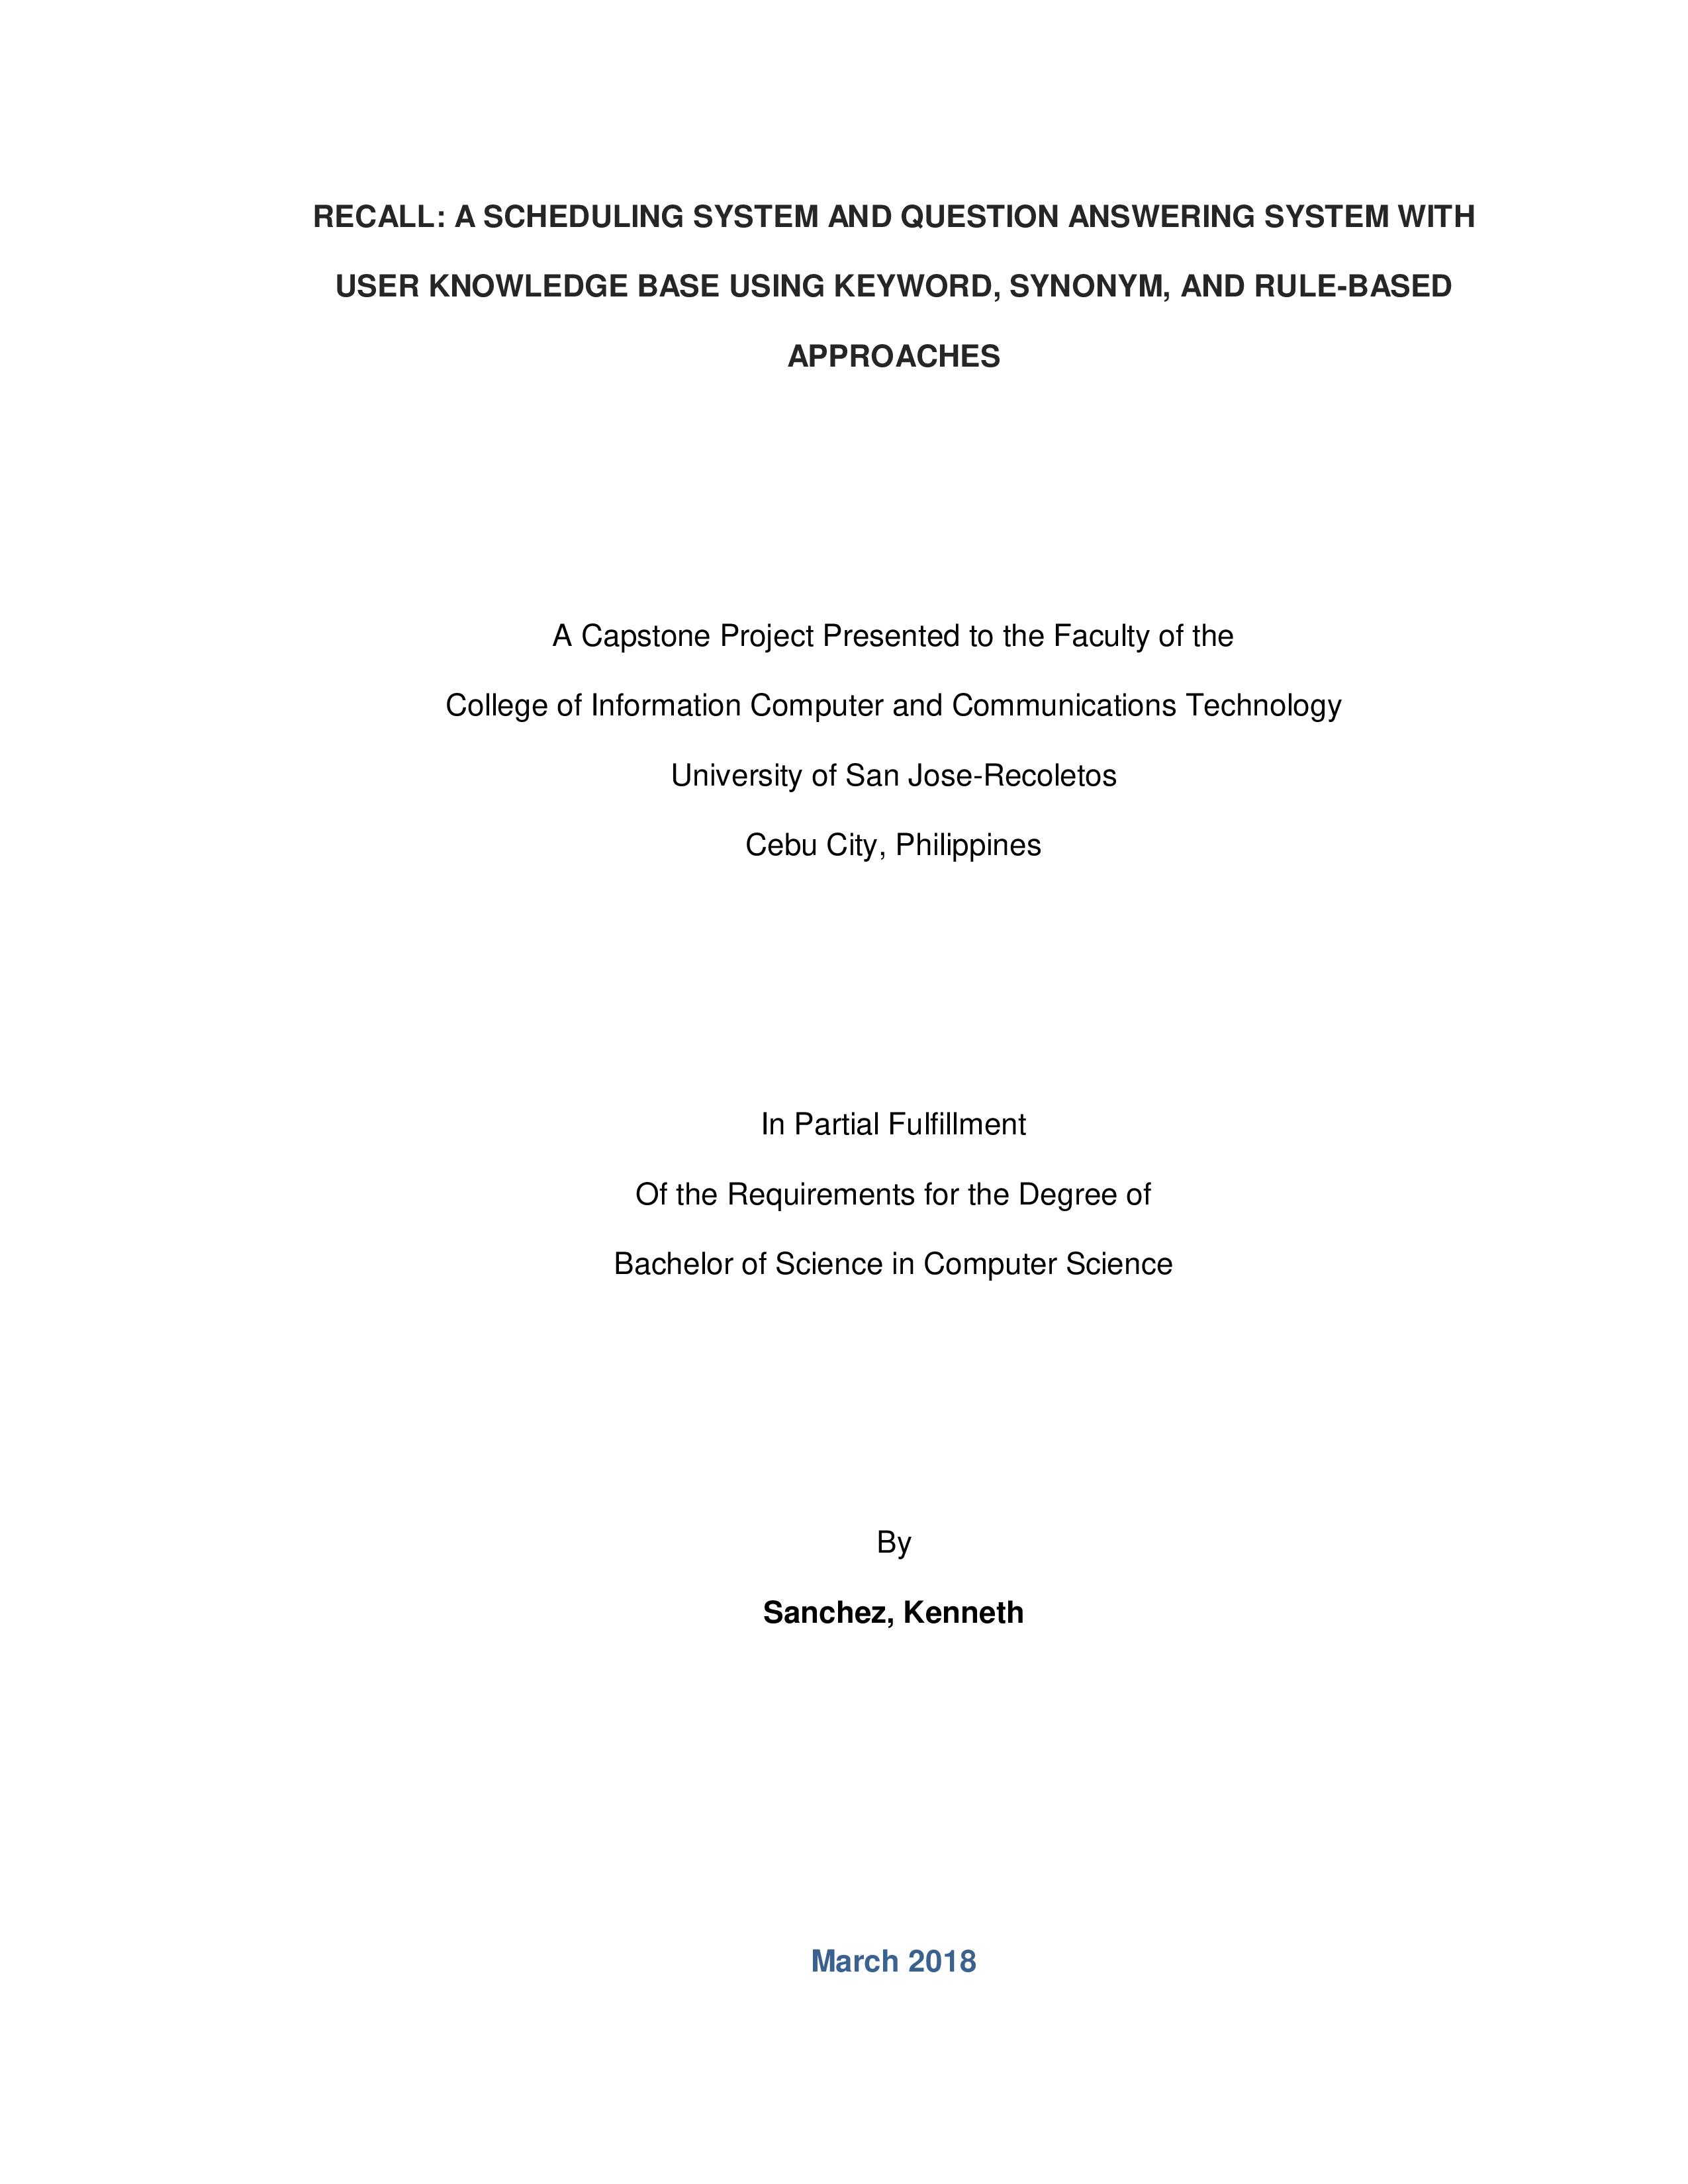 RECALL: A SCHEDULING SYSTEM AND QUESTION ANSWERING SYSTEM WITH
USER KNOWLEDGE BASE USING KEYWORD, SYNONYM, AND RULE-BASED
APPROACHES
A Capstone Project Presented to the Faculty of the
College of Information Computer and Communications Technology
University of San Jose-Recoletos
Cebu City, Philippines
In Partial Fulfillment
Of the Requirements for the Degree of
Bachelor of Science in Computer Science
By
Sanchez, Kenneth
March 2018